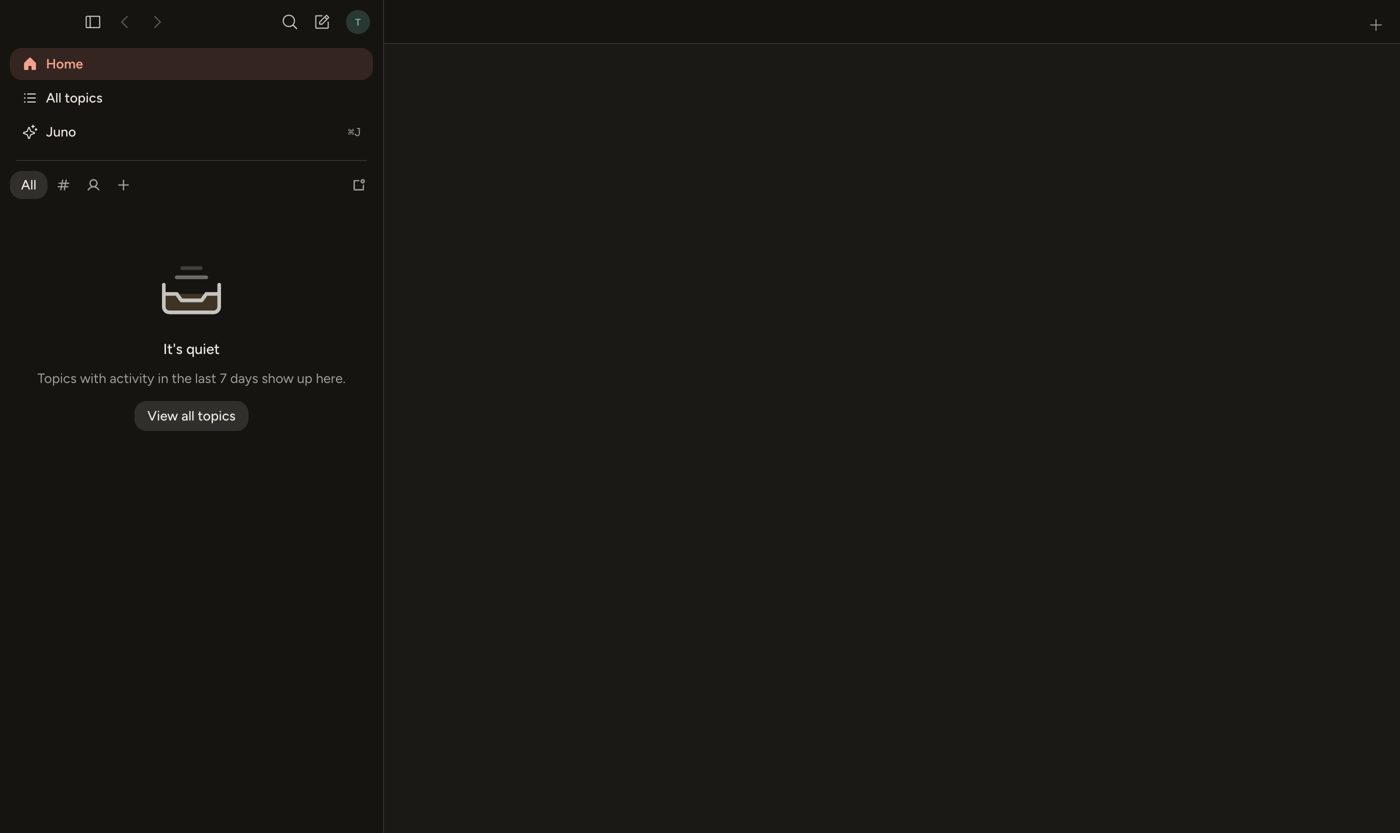 T
Home
All topics
Juno ⌘J
All
It's quiet
Topics with activity in the last 7 days show up here.
View all topics